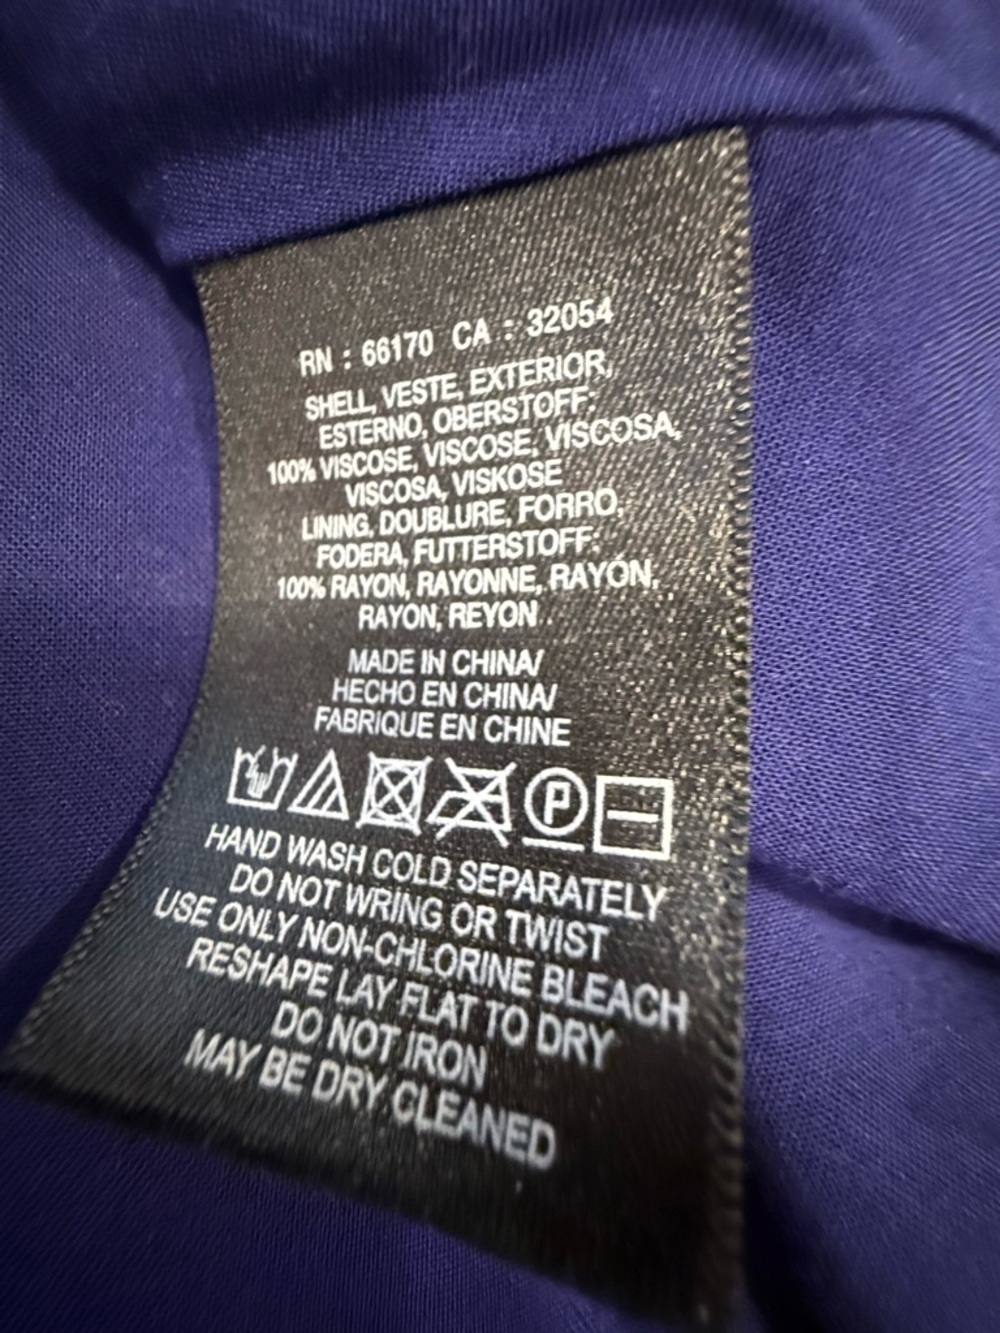 RN : 66170 CA : 32054
SHELL, VESTE, EXTERIOR,
ESTERNO, OBERSTOFF:
100% VISCOSE, VISCOSE, VISCOSA,
VISCOSA, VISKOSE
LINING, DOUBLURE, FORRO,
FODERA, FUTTERSTOFF:
100% RAYON, RAYONNE, RAYÓN,
RAYON, REYON
MADE IN CHINA/
HECHO EN CHINA/
FABRIQUE EN CHINE
P
HAND WASH COLD SEPARATELY
DO NOT WRING OR TWIST
USE ONLY NON-CHLORINE BLEACH
RESHAPE LAY FLAT TO DRY
DO NOT IRON
MAY BE DRY CLEANED